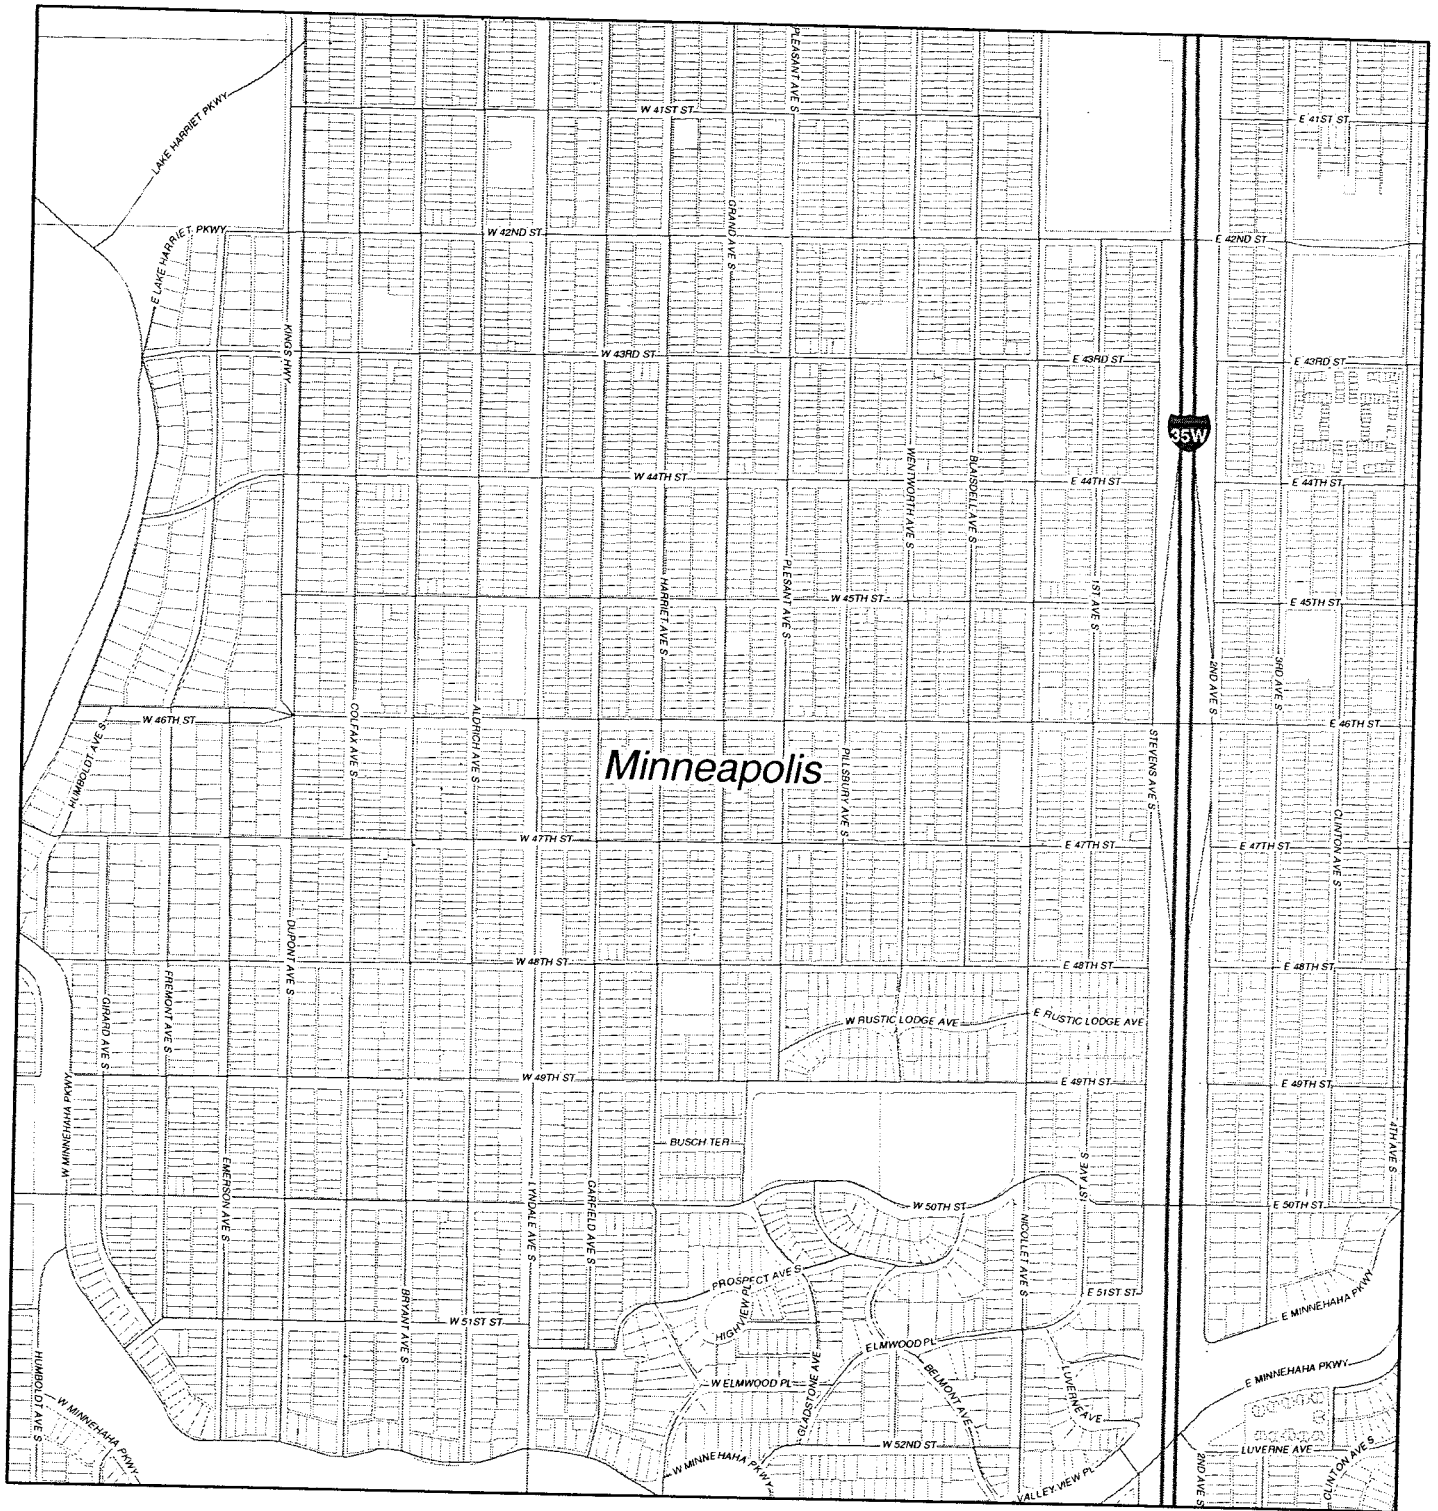 PLEASANT AVE S
LAKE HARRIET PKWY
W 41ST ST
E 41ST ST
GRAND AVE S
E LAKE HARRIET PKWY
W 42ND ST
E 42ND ST
KINGS HWY
W 43RD ST
E 43RD ST
E 43RD ST
35W
WENTWORTH AVE S
BLAISDELL AVE S
W 44TH ST
E 44TH ST
E 44TH ST
HARRIET AVE S
PLESANT AVE S
1ST AVE S
W 45TH ST
E 45TH ST
2ND AVE S
3RD AVE S
W 46TH ST
E 46TH ST
HUMBOLDT AVE S
COLFAX AVE S
ALDRICH AVE S
Minneapolis
PILLSBURY AVE S
STEVENS AVE S
CLINTON AVE S
W 47TH ST
E 47TH ST
E 47TH ST
DUPONT AVE S
W 48TH ST
E 48TH ST
E 48TH ST
GIRARD AVE S
FREMONT AVE S
W RUSTIC LODGE AVE
E RUSTIC LODGE AVE
W MINNEHAHA PKWY
W 49TH ST
E 49TH ST
E 49TH ST
BUSCH TER
4TH AVE S
EMERSON AVE S
LYNDALE AVE S
GARFIELD AVE S
W 50TH ST
1ST AVE S
E 50TH ST
NICOLLET AVE S
PROSPECT AVE S
HIGHVIEW PL
E 51ST ST
E MINNEHAHA PKWY
BRYANT AVE S
W 51ST ST
ELMWOOD PL
E MINNEHAHA PKWY
HUMBOLDT AVE S
W MINNEHAHA PKWY
W ELMWOOD PL
GLADSTONE AVE
BELMONT AVE
LUVERNE AVE
W 52ND ST
LUVERNE AVE
W MINNEHAHA PKWY
VALLEY VIEW PL
2ND AVE S
CLINTON AVE S